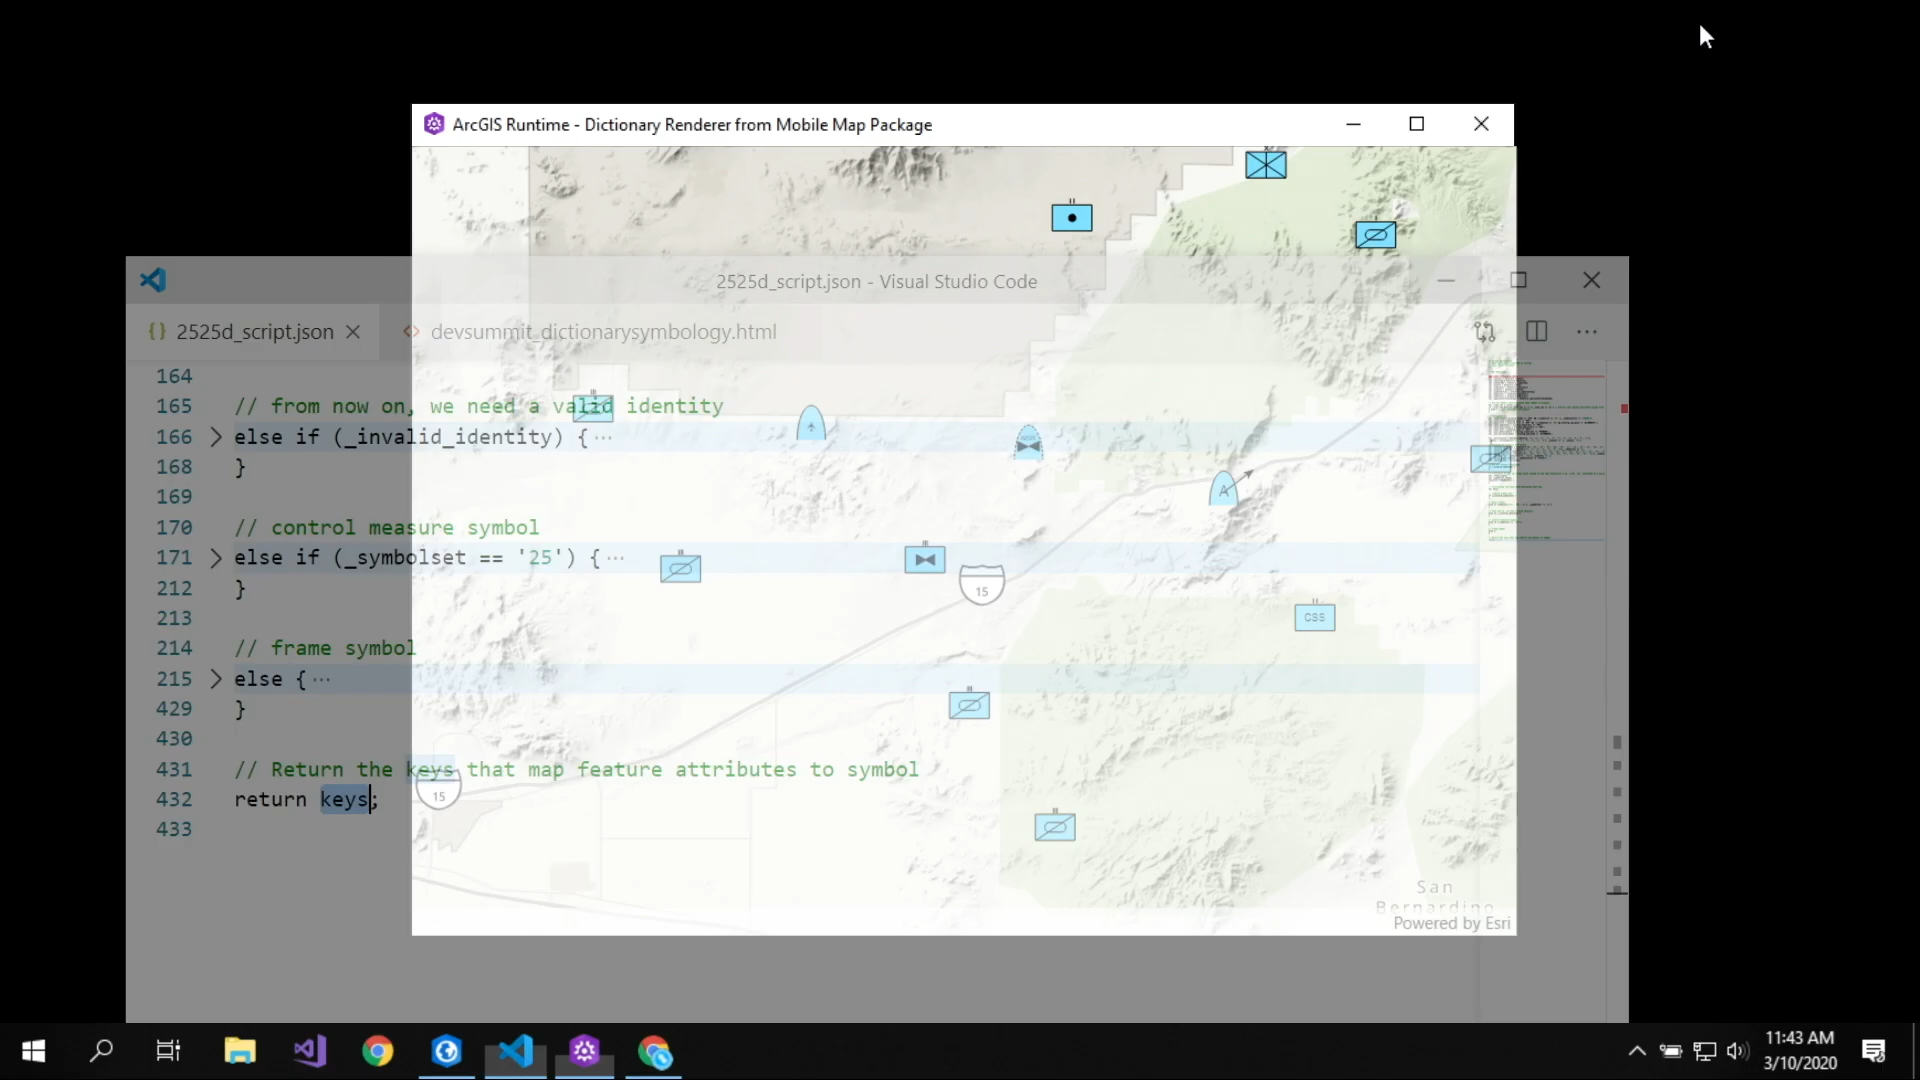 ArcGIS Runtime - Dictionary Renderer from Mobile Map Package
2525d_script.json - Visual Studio Code
{} 2525d_script.json
<> devsummit_dictionarysymbology.html
164
165 // from now on, we need a valid identity
166 > else if (_invalid_identity) {···
168 }
169
170 // control measure symbol
171 > else if (_symbolset == '25') {···
212 }
213
214 // frame symbol
215 > else {···
429 }
430
431 // Return the keys that map feature attributes to symbol
432 return keys;
433
A
15
CSS
15
San
Bernardino
Powered by Esri
11:43 AM
3/10/2020